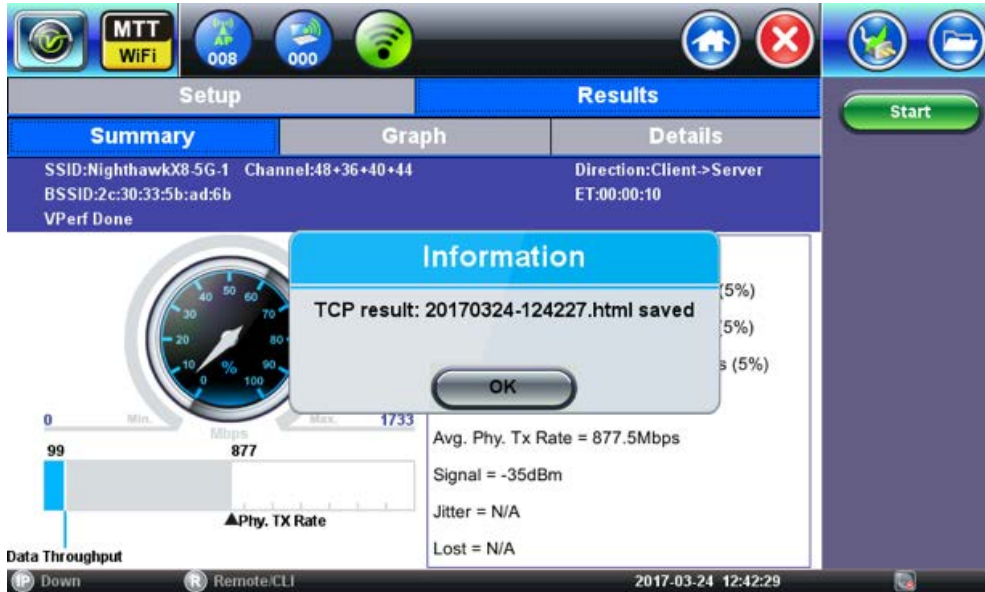 MTT
WiFi
AP
008
000
Setup
Results
Start
Summary
Graph
Details
SSID:NighthawkX8-5G-1 Channel:48+36+40+44
Direction:Client->Server
BSSID:2c:30:33:5b:ad:6b
ET:00:00:10
VPerf Done
Information
TCP result: 20170324-124227.html saved
OK
0 10 20 30 40 50 60 70 80 90 100
%
(5%)
(5%)
s (5%)
0 Min. Max. 1733
Mbps
99 877
Phy. TX Rate
Data Throughput
Avg. Phy. Tx Rate = 877.5Mbps
Signal = -35dBm
Jitter = N/A
Lost = N/A
IP Down R Remote/CLI 2017-03-24 12:42:29